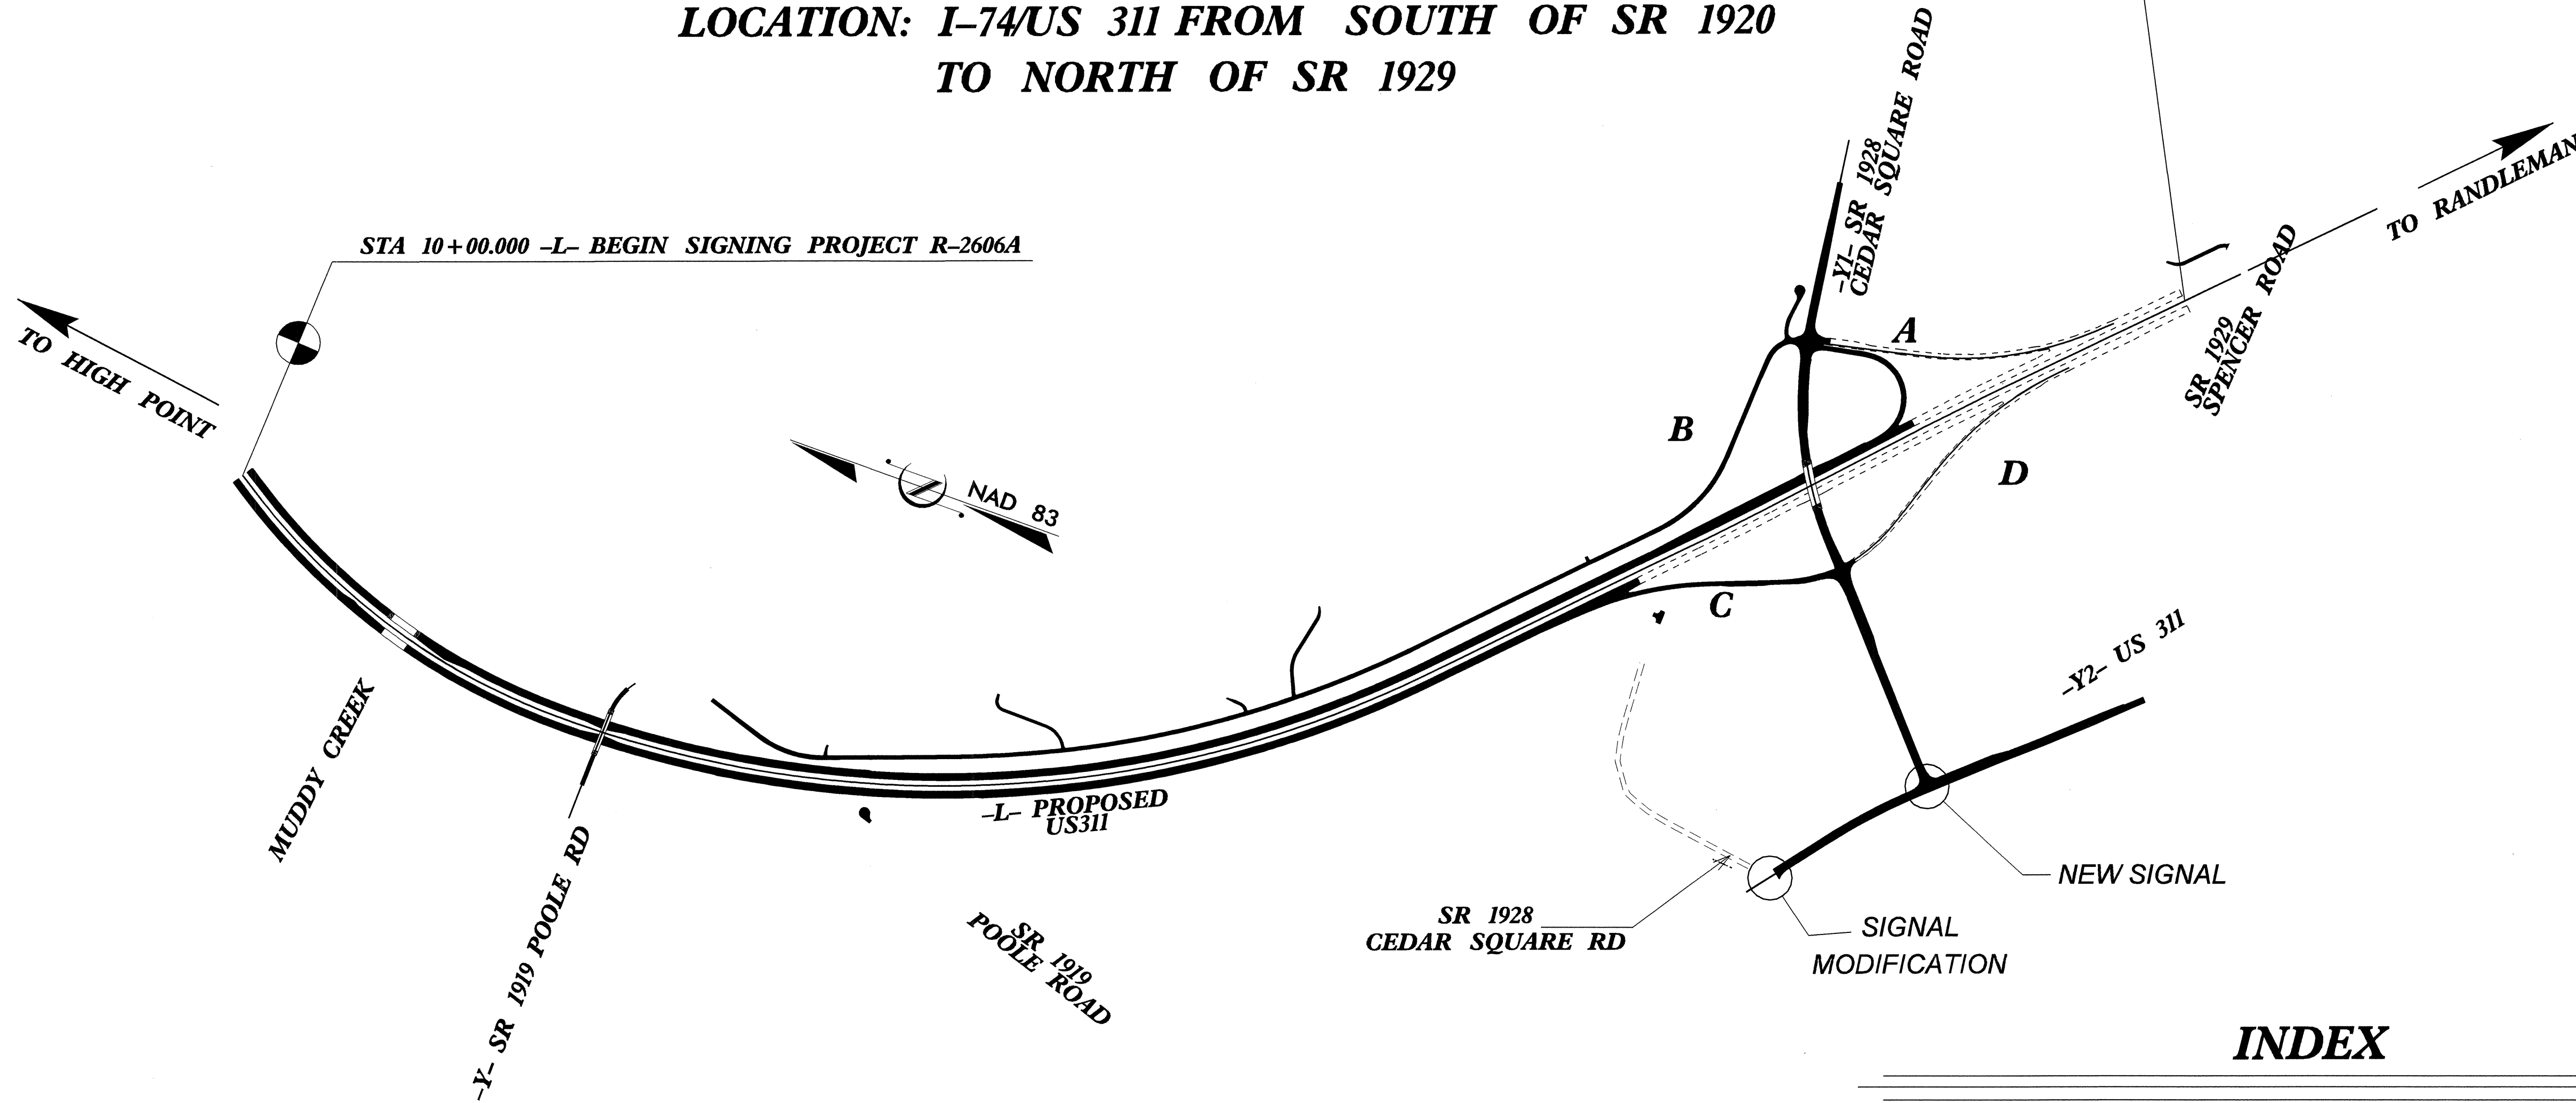 LOCATION: I-74/US 311 FROM SOUTH OF SR 1920
TO NORTH OF SR 1929
-Y1- SR 1928
CEDAR SQUARE ROAD
TO RANDLEMAN
STA 10+00.000 -L- BEGIN SIGNING PROJECT R-2606A
TO HIGH POINT
SR 1929
SPENCER ROAD
A
B
C
D
NAD 83
-Y2- US 311
MUDDY CREEK
-Y- SR 1919 POOLE RD
-L- PROPOSED
US311
SR 1919
POOLE ROAD
SR 1928
CEDAR SQUARE RD
NEW SIGNAL
SIGNAL
MODIFICATION
INDEX